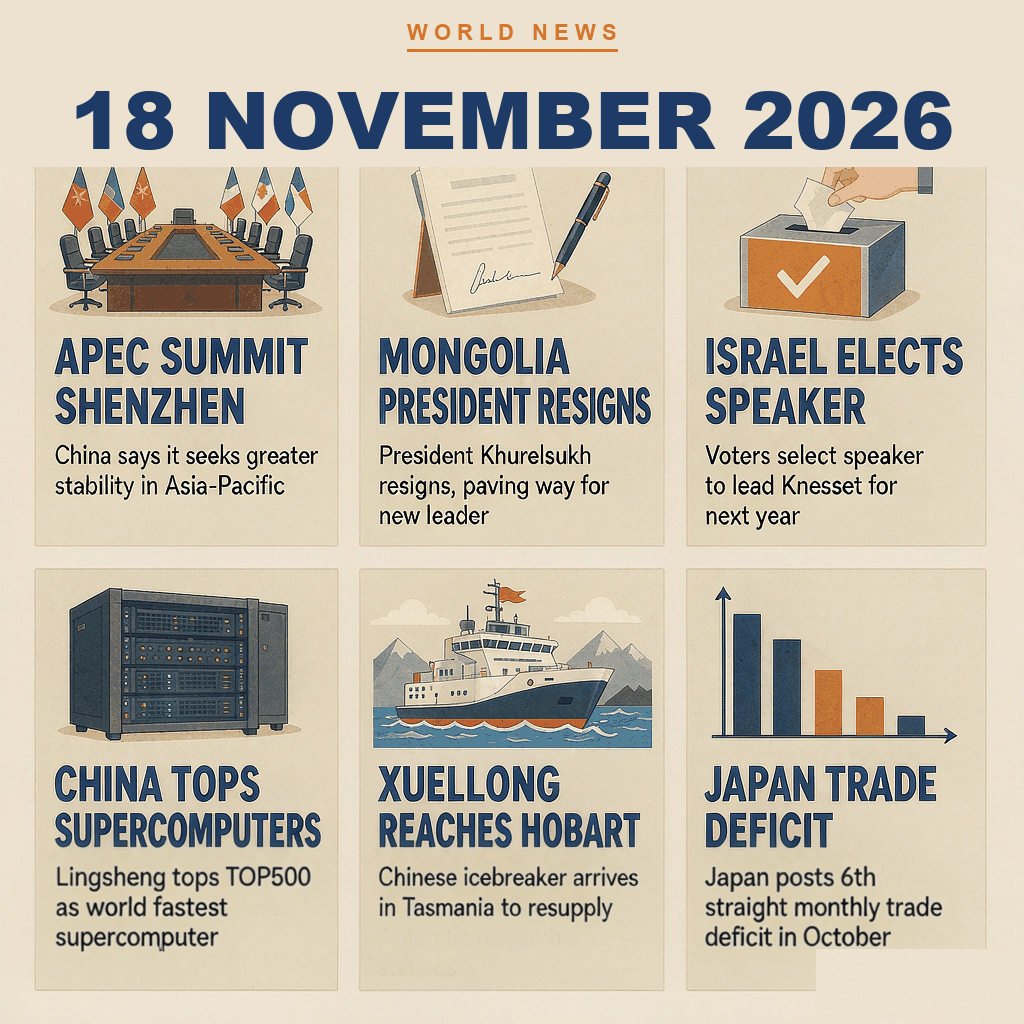 WORLD NEWS
18 NOVEMBER 2026
APEC SUMMIT
SHENZHEN
China says it seeks greater
stability in Asia-Pacific
MONGOLIA
PRESIDENT RESIGNS
President Khurelsukh
resigns, paving way for
new leader
ISRAEL ELECTS
SPEAKER
Voters select speaker
to lead Knesset for
next year
CHINA TOPS
SUPERCOMPUTERS
Lingsheng tops TOP500
as world fastest
supercomputer
XUELLONG
REACHES HOBART
Chinese icebreaker arrives
in Tasmania to resupply
stations
JAPAN TRADE
DEFICIT
Japan posts 6th
straight monthly trade
deficit in October